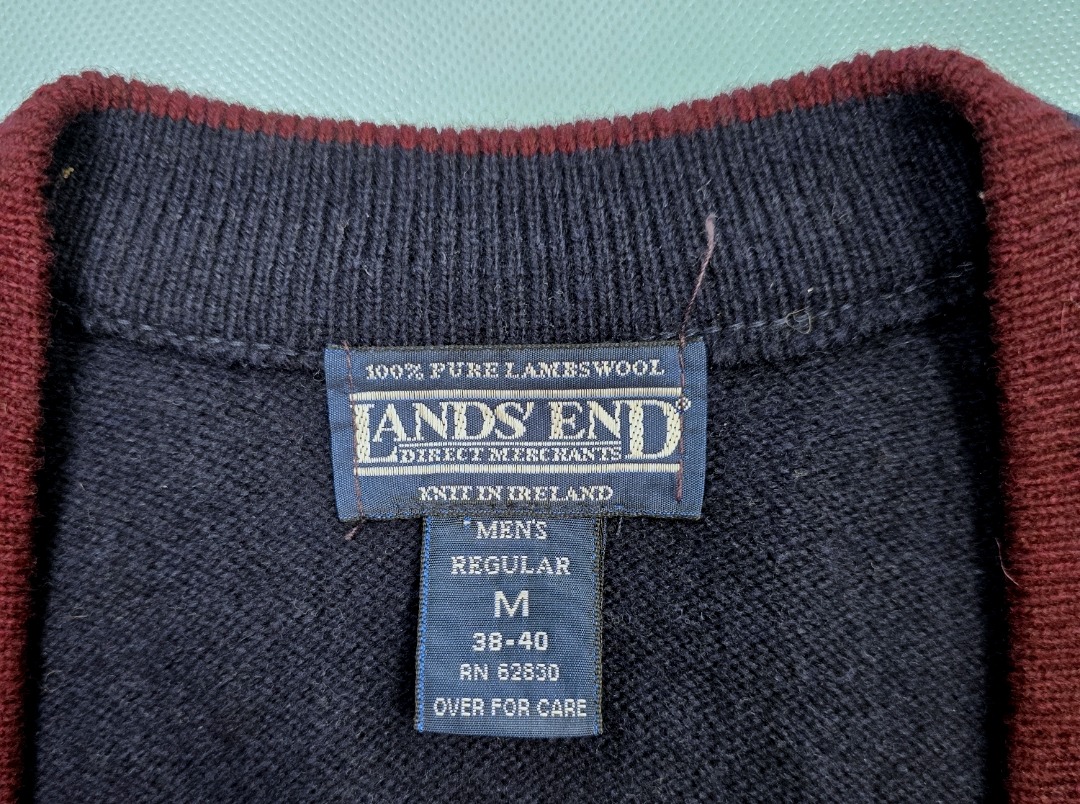 100% PURE LAMBSWOOL
LANDS' END®
DIRECT MERCHANTS
KNIT IN IRELAND
MEN'S
REGULAR
M
38-40
RN 62830
OVER FOR CARE